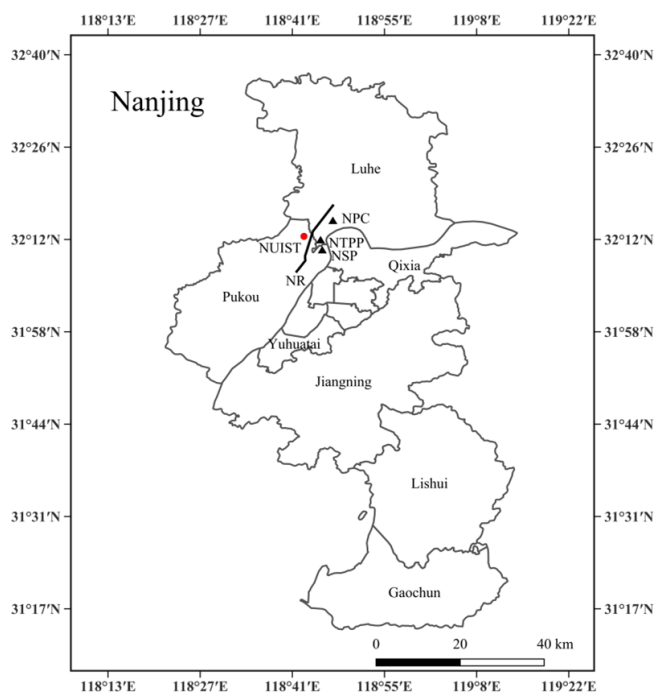 118°13′E 118°27′E 118°41′E 118°55′E 119°8′E 119°22′E
32°40′N 32°40′N
Nanjing
32°26′N 32°26′N
Luhe
NPC
32°12′N 32°12′N
NUIST NTPP
NSP
Qixia
NR
Pukou
31°58′N 31°58′N
Yuhuatai
Jiangning
31°44′N 31°44′N
Lishui
31°31′N 31°31′N
Gaochun
31°17′N 31°17′N
0 20 40 km
118°13′E 118°27′E 118°41′E 118°55′E 119°8′E 119°22′E